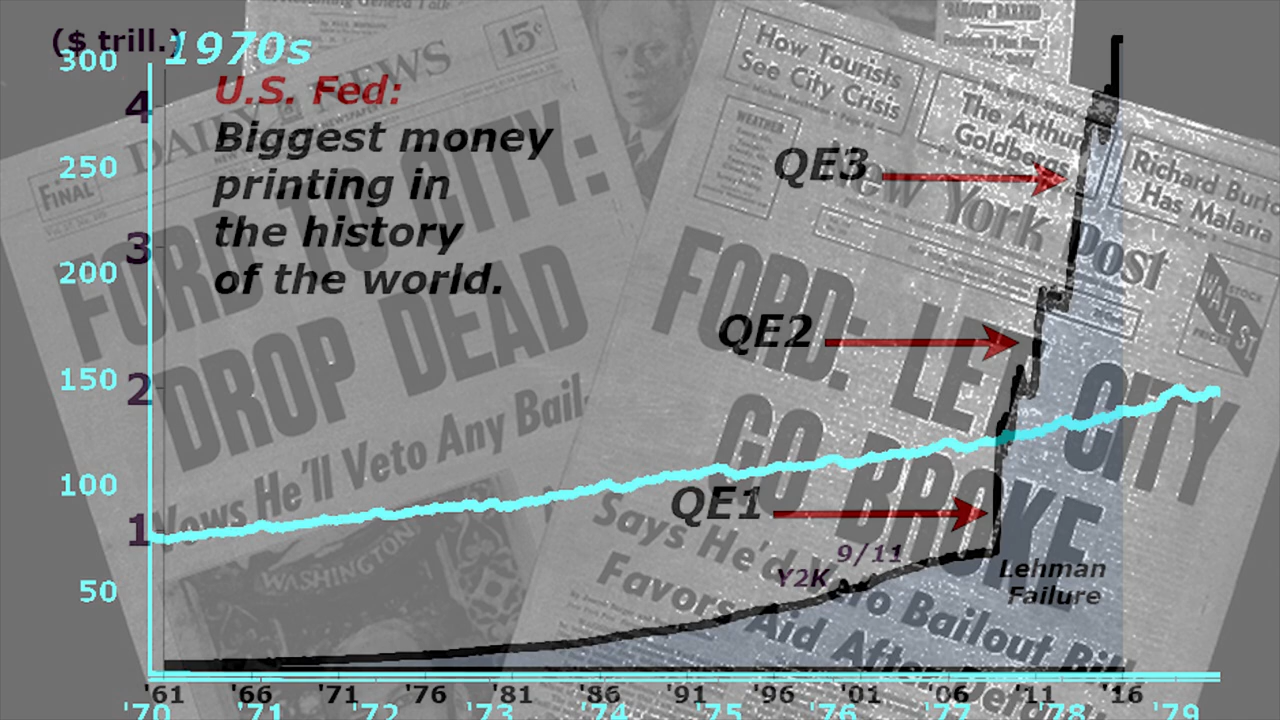 ($ trill.)
1970s
300
4
250
3
200
150
2
100
1
50
U.S. Fed:
Biggest money
printing in
the history
of the world.
QE3
QE2
QE1
9/11
Y2K
Lehman
Failure
'61 '66 '71 '76 '81 '86 '91 '96 '01 '06 '11 '16
'70 '71 '72 '73 '74 '75 '76 '77 '78 '79
DAILY NEWS
15¢
FINAL
FORD TO CITY:
DROP DEAD
Vows He'll Veto Any Bail-
WASHINGTON
How Tourists
See City Crisis
The Arthur
Richard Burt
Has Malaria
WEATHER
New York Post
WALL ST
STOCK
FORD: LET CITY
GO BROKE
Says He'd
to Bailout Bill
Favors Aid After